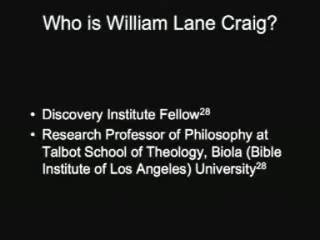 Who is William Lane Craig?
• Discovery Institute Fellow28
• Research Professor of Philosophy at
Talbot School of Theology, Biola (Bible
Institute of Los Angeles) University28